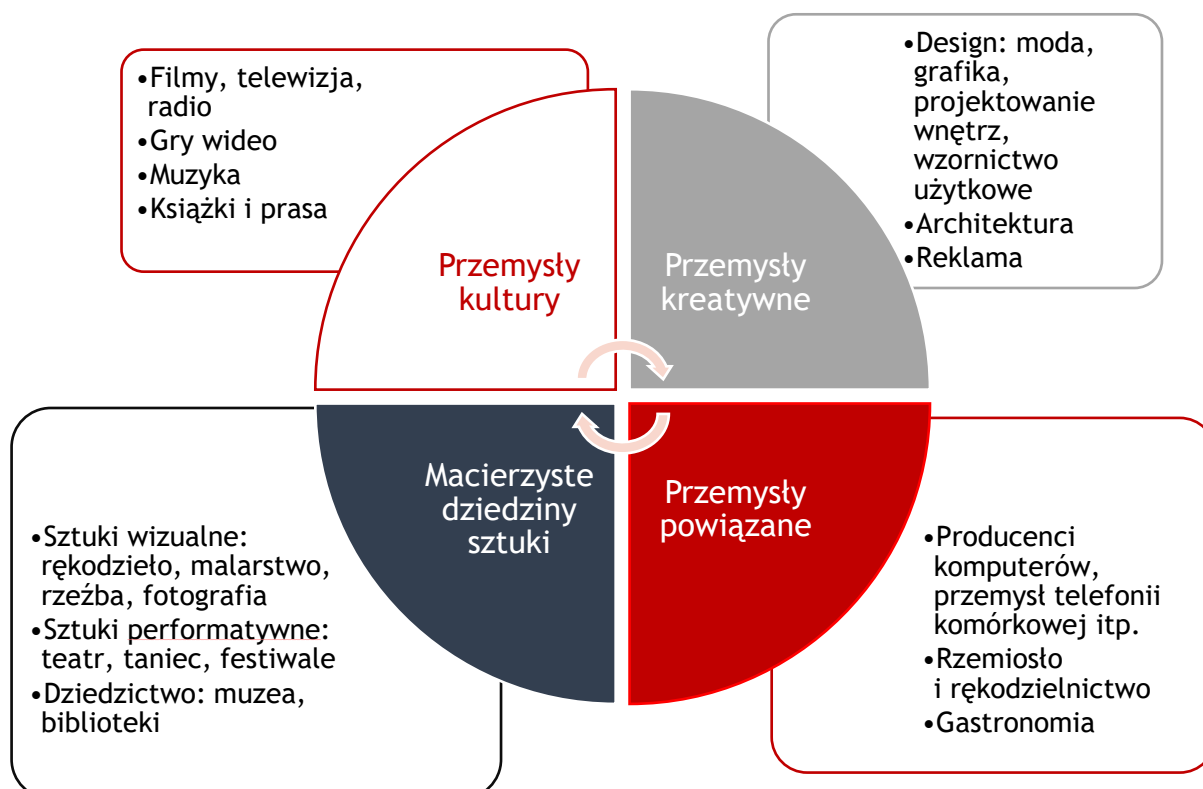 •Filmy, telewizja,
radio
•Gry wideo
•Muzyka
•Książki i prasa
•Design: moda,
grafika,
projektowanie
wnętrz,
wzornictwo
użytkowe
•Architektura
•Reklama
Przemysły
kultury
Przemysły
kreatywne
Macierzyste
dziedziny
sztuki
Przemysły
powiązane
•Sztuki wizualne:
rękodzieło, malarstwo,
rzeźba, fotografia
•Sztuki performatywne:
teatr, taniec, festiwale
•Dziedzictwo: muzea,
biblioteki
•Producenci
komputerów,
przemysł telefonii
komórkowej itp.
•Rzemiosło
i rękodzielnictwo
•Gastronomia